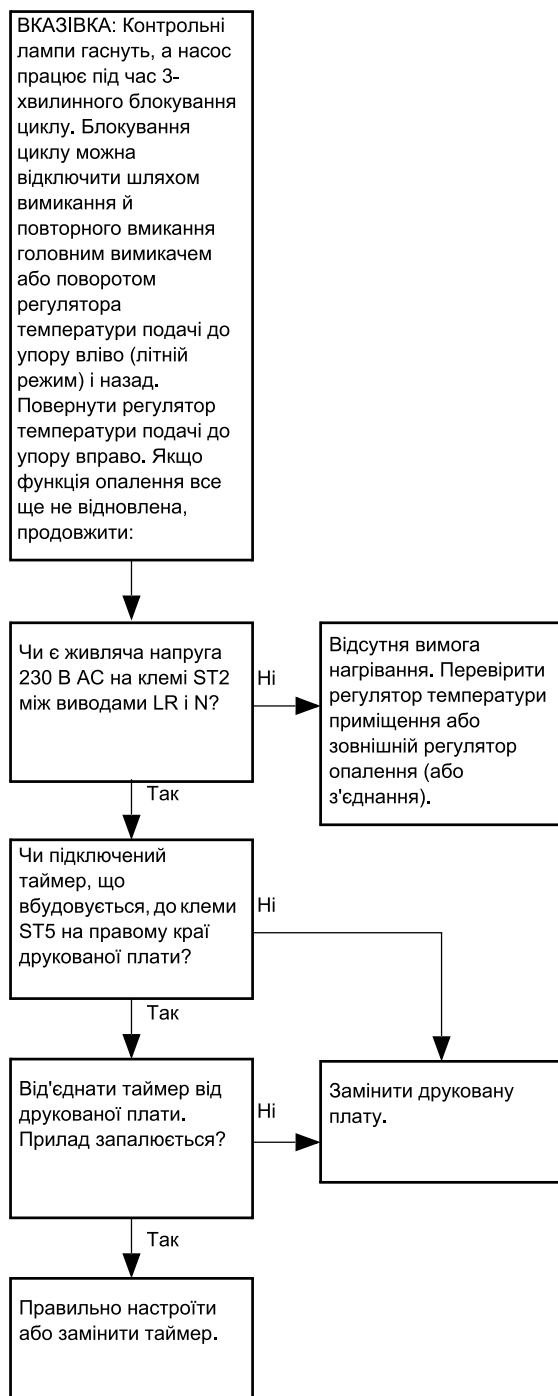 ВКАЗІВКА: Контрольні
лампи гаснуть, а насос
працює під час 3-
хвилинного блокування
циклу. Блокування
циклу можна
відключити шляхом
вимикання й
повторного вмикання
головним вимикачем
або поворотом
регулятора
температури подачі до
упору вліво (літній
режим) і назад.
Повернути регулятор
температури подачі до
упору вправо. Якщо
функція опалення все
ще не відновлена,
продовжити:
Чи є живляча напруга
230 В AC на клемі ST2
між виводами LR і N?
Ні
Відсутня вимога
нагрівання. Перевірити
регулятор температури
приміщення або
зовнішній регулятор
опалення (або
з'єднання).
Так
Чи підключений
таймер, що
вбудовується, до клеми
ST5 на правому краї
друкованої плати?
Ні
Так
Від'єднати таймер від
друкованої плати.
Прилад запалюється?
Ні
Замінити друковану
плату.
Так
Правильно настроїти
або замінити таймер.